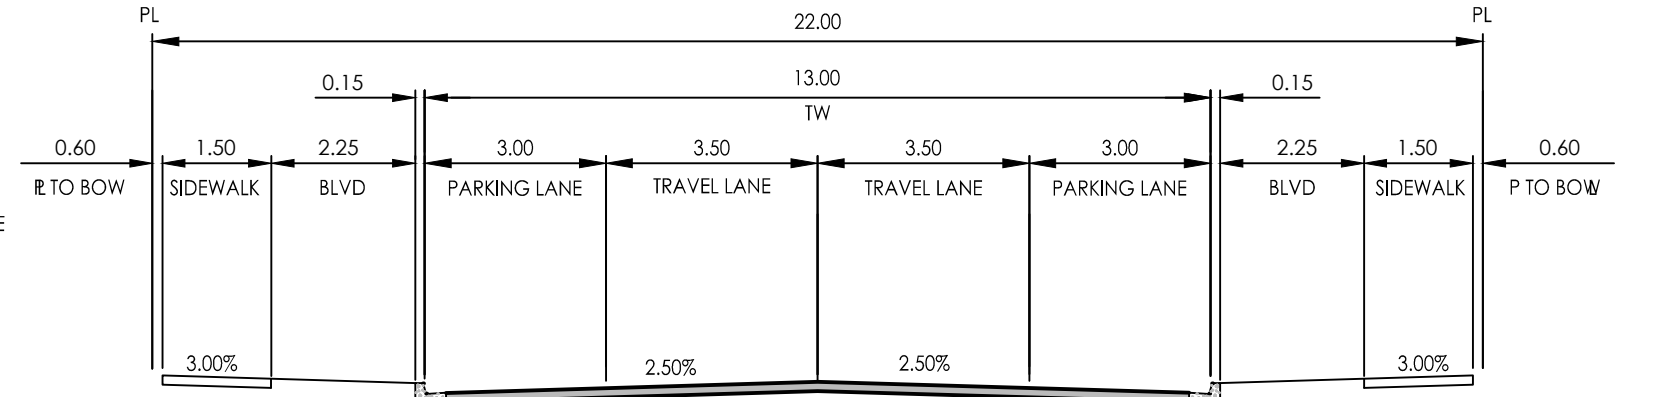 PL 22.00 PL
0.15 13.00 0.15
TW
0.60 1.50 2.25 3.00 3.50 3.50 3.00 2.25 1.50 0.60
PL TO BOW SIDEWALK BLVD PARKING LANE TRAVEL LANE TRAVEL LANE PARKING LANE BLVD SIDEWALK PL TO BOW
E
3.00% 2.50% 2.50% 3.00%